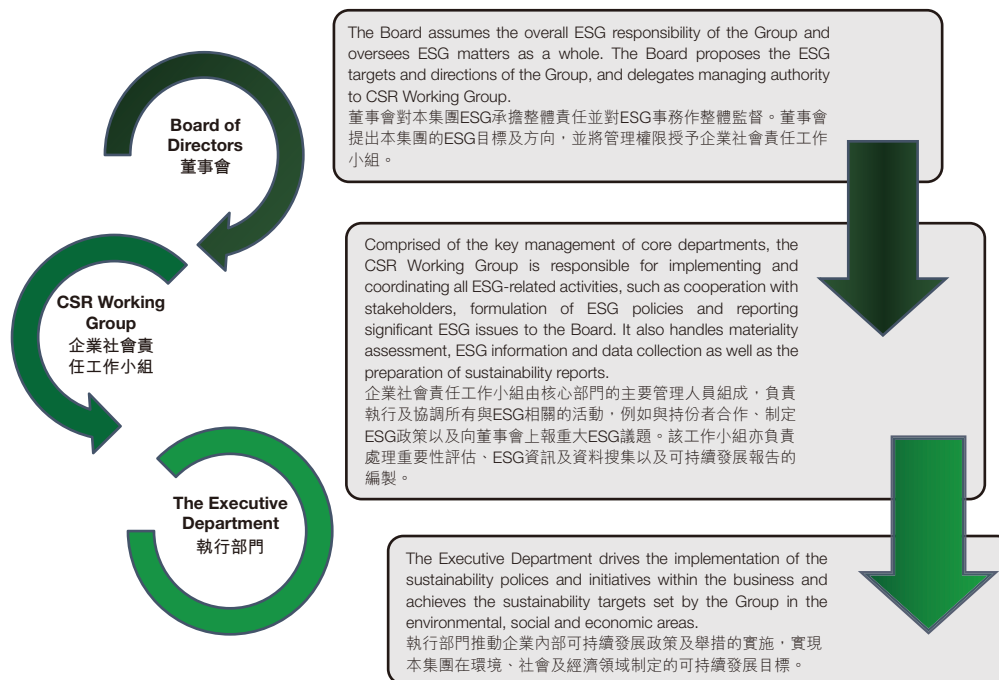 The Board assumes the overall ESG responsibility of the Group and
oversees ESG matters as a whole. The Board proposes the ESG
targets and directions of the Group, and delegates managing authority
to CSR Working Group.
董事會對本集團ESG承擔整體責任並對ESG事務作整體監督。董事會
提出本集團的ESG目標及方向，並將管理權限授予企業社會責任工作
小組。
Board of
Directors
董事會
Comprised of the key management of core departments, the
CSR Working Group is responsible for implementing and
coordinating all ESG-related activities, such as cooperation with
stakeholders, formulation of ESG policies and reporting
significant ESG issues to the Board. It also handles materiality
assessment, ESG information and data collection as well as the
preparation of sustainability reports.
企業社會責任工作小組由核心部門的主要管理人員組成，負責
執行及協調所有與ESG相關的活動，例如與持份者合作、制定
ESG政策以及向董事會上報重大ESG議題。該工作小組亦負責
處理重要性評估、ESG資訊及資料搜集以及可持續發展報告的
編製。
CSR Working
Group
企業社會責
任工作小組
The Executive
Department
執行部門
The Executive Department drives the implementation of the
sustainability polices and initiatives within the business and
achieves the sustainability targets set by the Group in the
environmental, social and economic areas.
執行部門推動企業內部可持續發展政策及舉措的實施，實現
本集團在環境、社會及經濟領域制定的可持續發展目標。